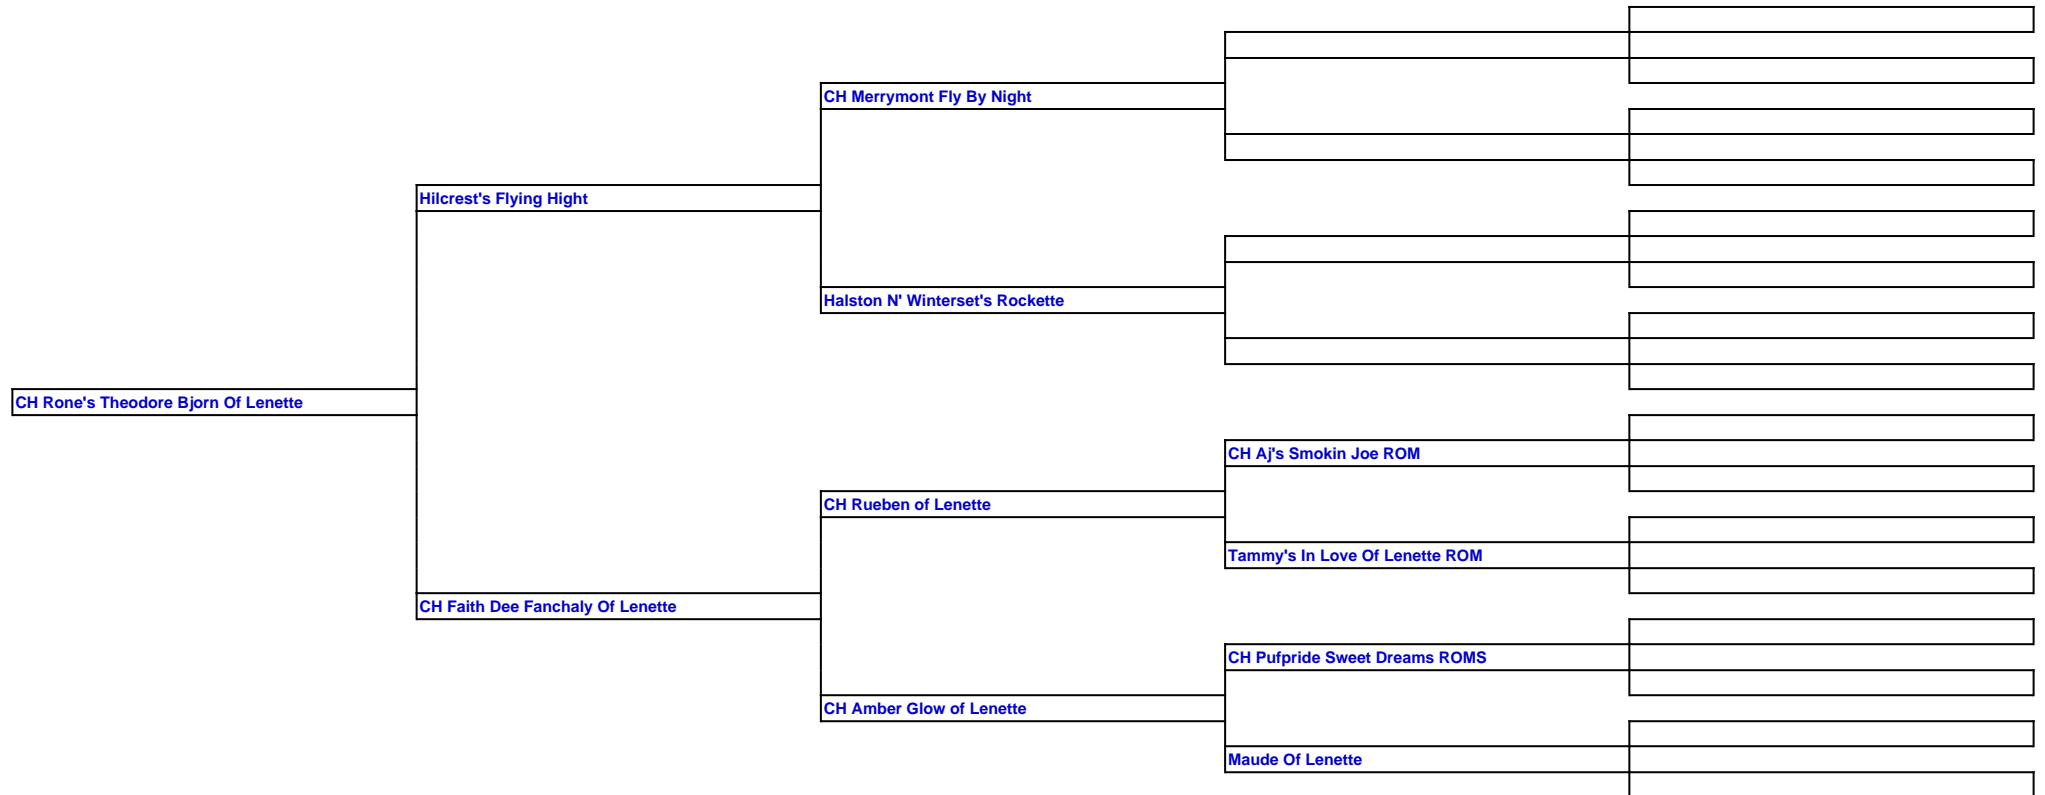 CH Merrymont Fly By Night
Hilcrest's Flying Hight
Halston N' Winterset's Rockette
CH Rone's Theodore Bjorn Of Lenette
CH Aj's Smokin Joe ROM
CH Rueben of Lenette
Tammy's In Love Of Lenette ROM
CH Faith Dee Fanchaly Of Lenette
CH Pufpride Sweet Dreams ROMS
CH Amber Glow of Lenette
Maude Of Lenette